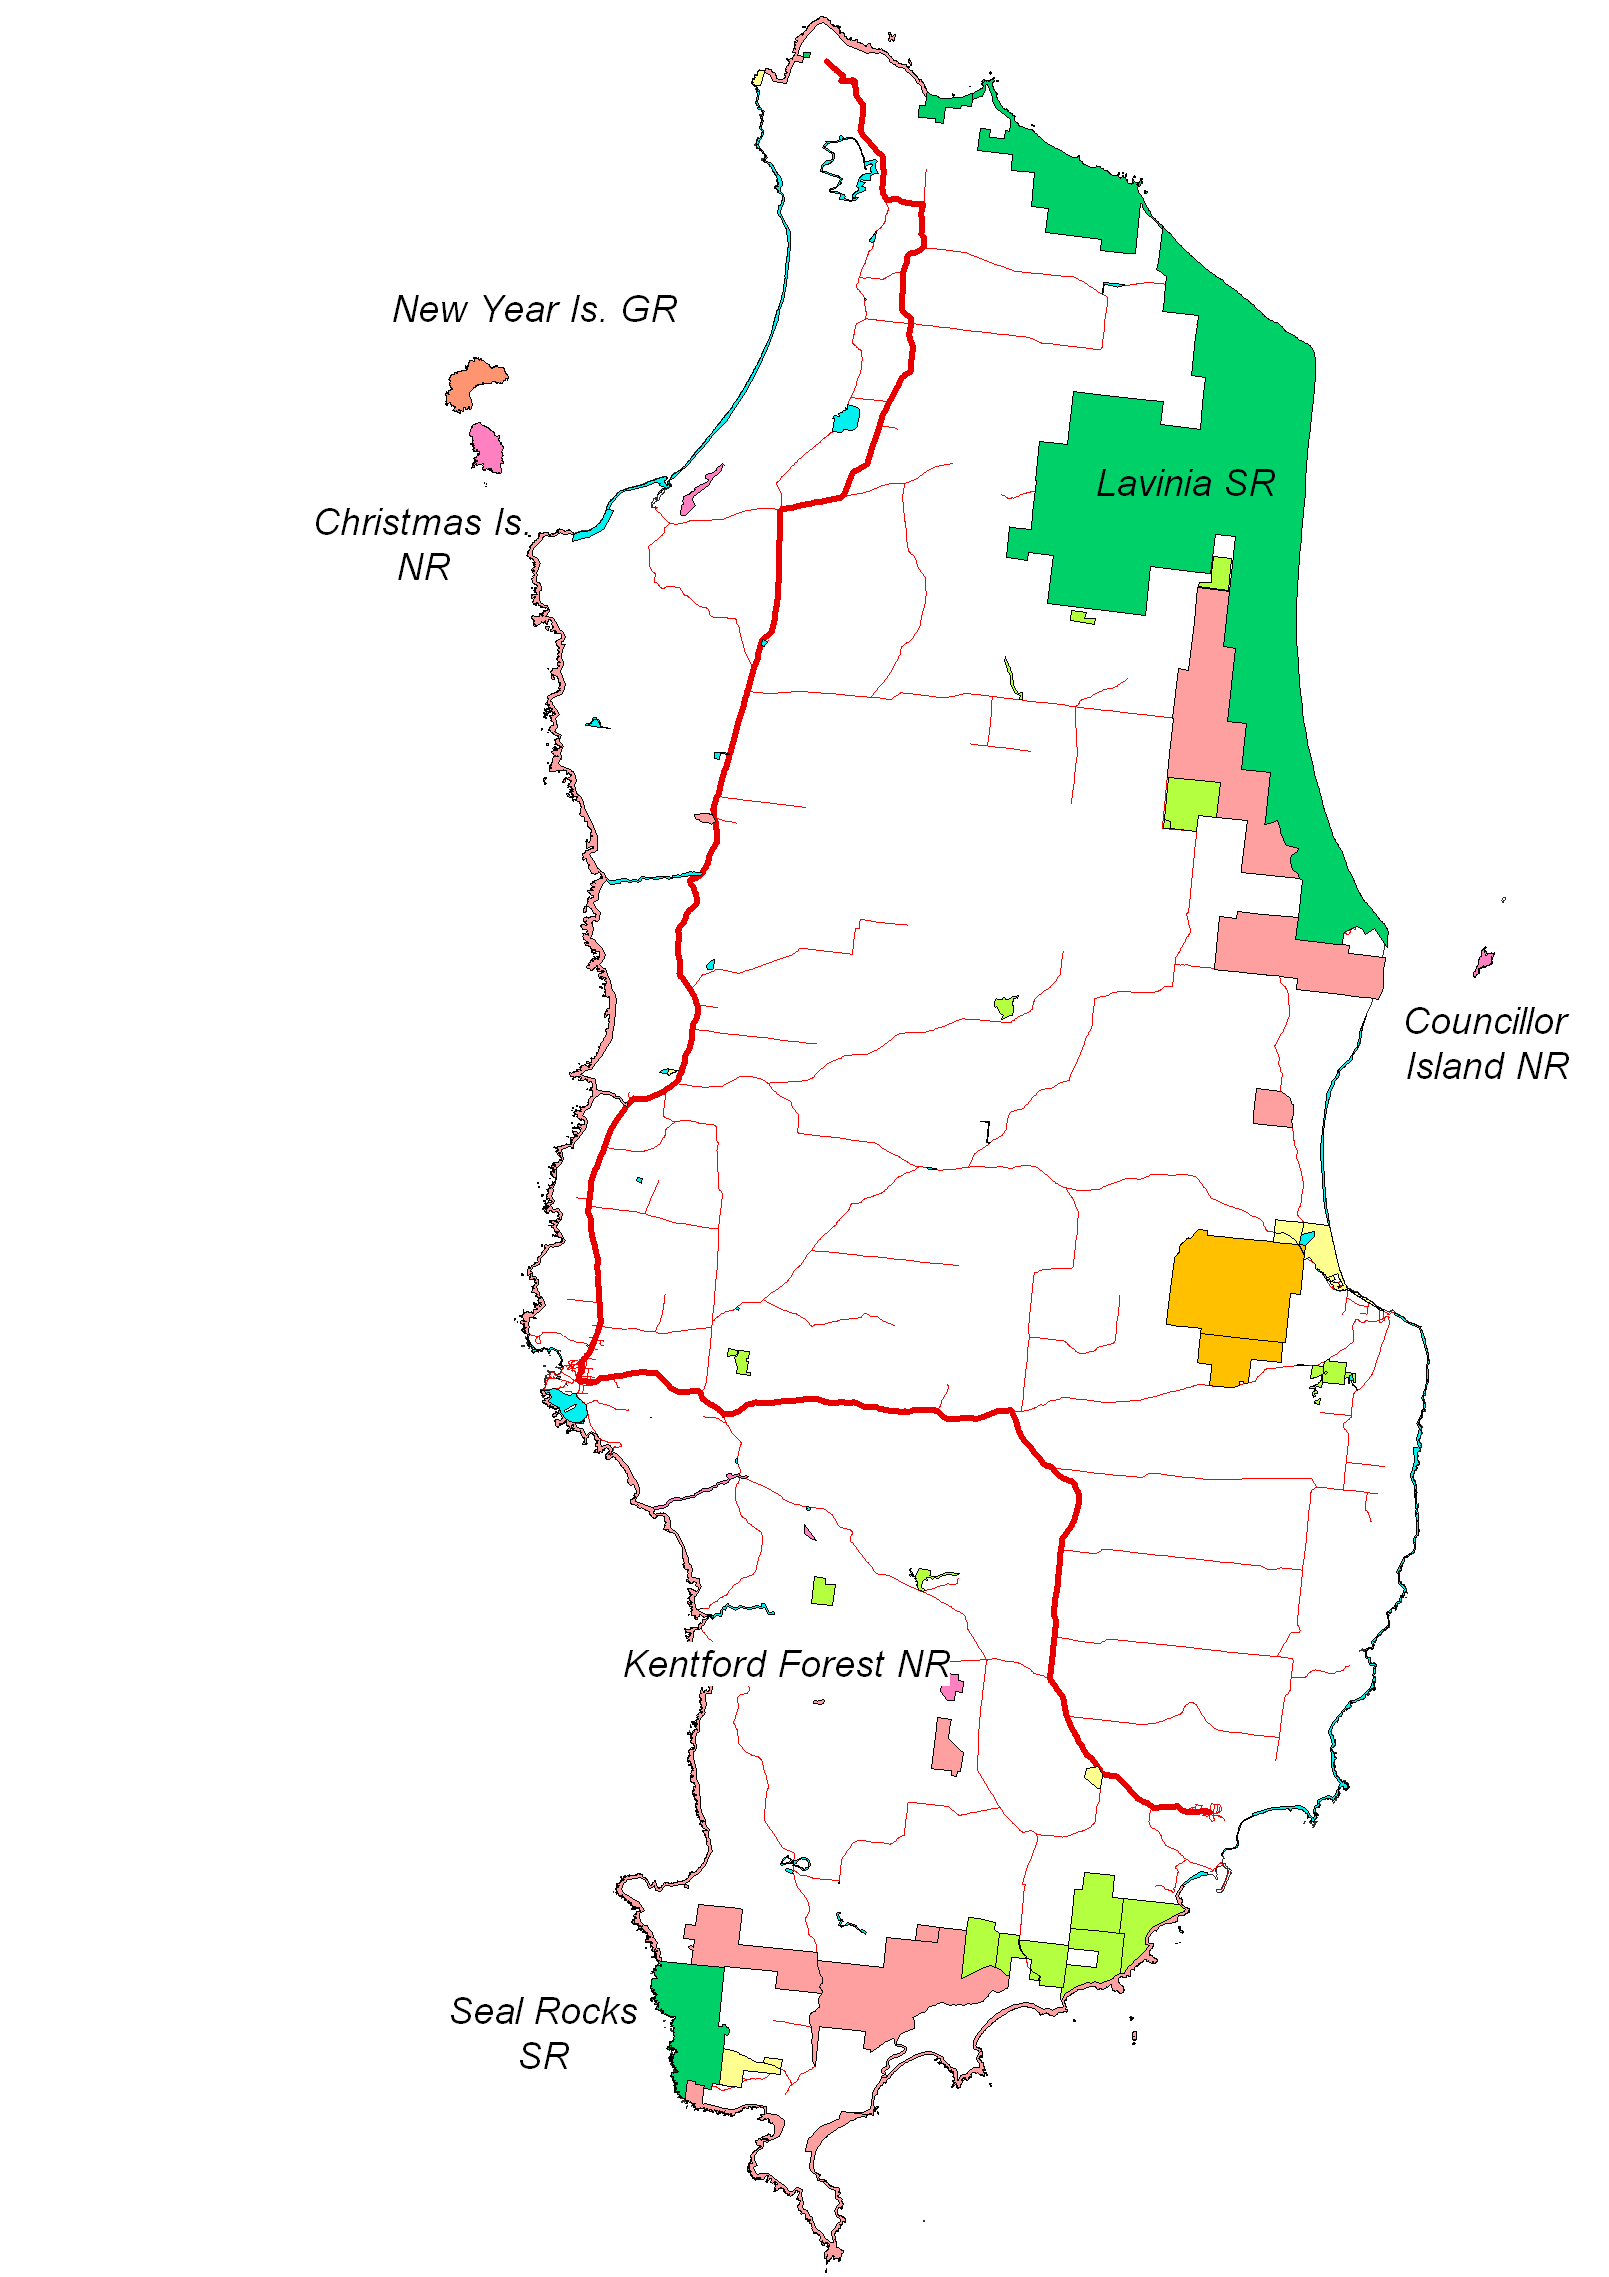 New Year Is. GR
Lavinia SR
Christmas Is.
NR
Councillor
Island NR
Kentford Forest NR
Seal Rocks
SR